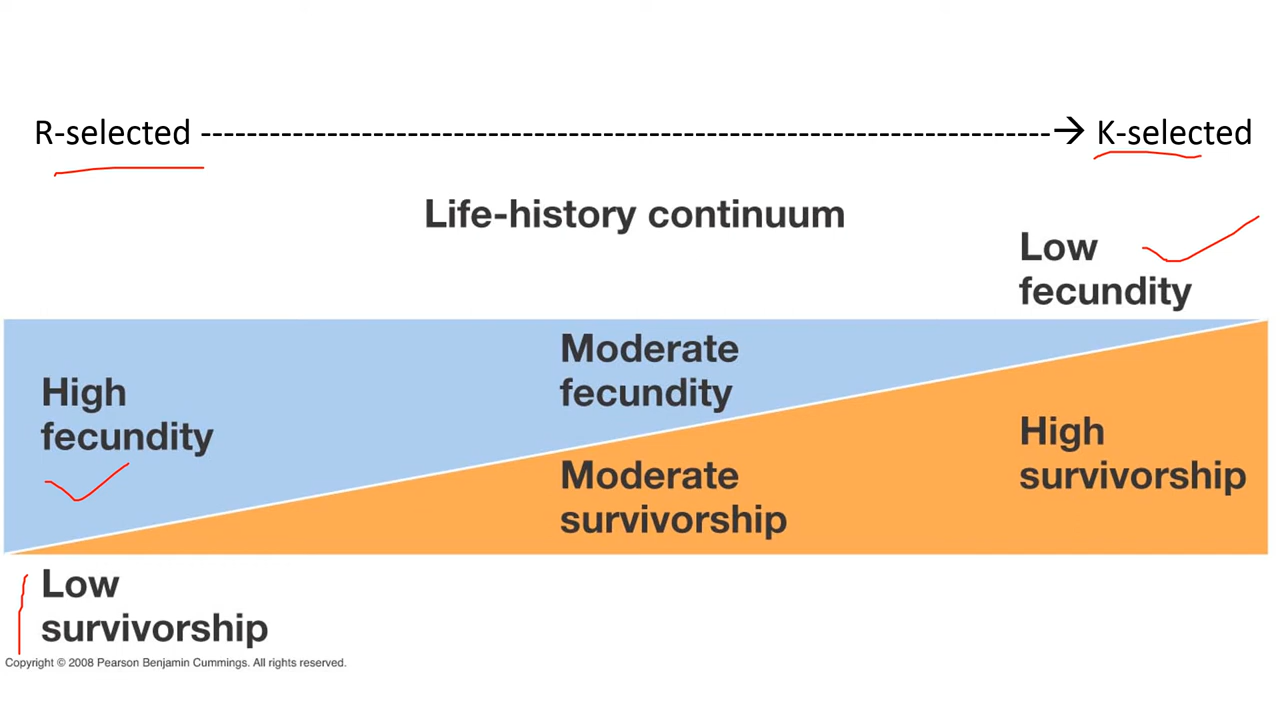 R-selected ---------------------------------------------------------------------------→ K-selected
Life-history continuum
Low
fecundity
Moderate
fecundity
High
fecundity
High
survivorship
Moderate
survivorship
Low
survivorship
Copyright © 2008 Pearson Benjamin Cummings. All rights reserved.